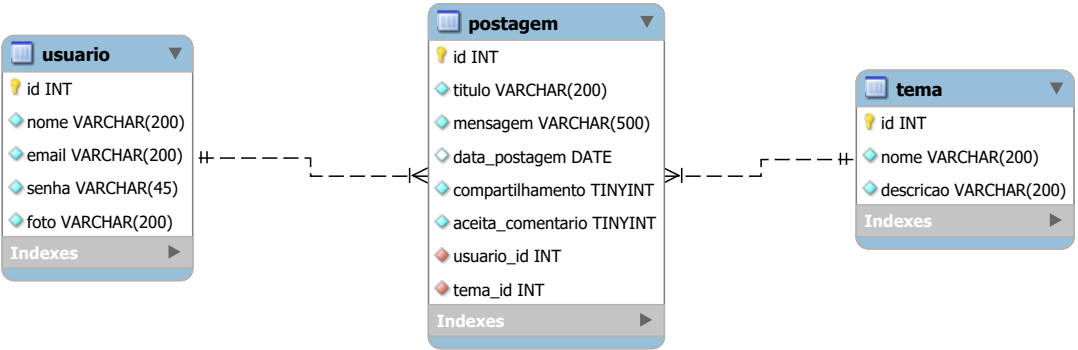 usuario
id INT
nome VARCHAR(200)
email VARCHAR(200)
senha VARCHAR(45)
foto VARCHAR(200)
Indexes
postagem
id INT
titulo VARCHAR(200)
mensagem VARCHAR(500)
data_postagem DATE
compartilhamento TINYINT
aceita_comentario TINYINT
usuario_id INT
tema_id INT
Indexes
tema
id INT
nome VARCHAR(200)
descricao VARCHAR(200)
Indexes